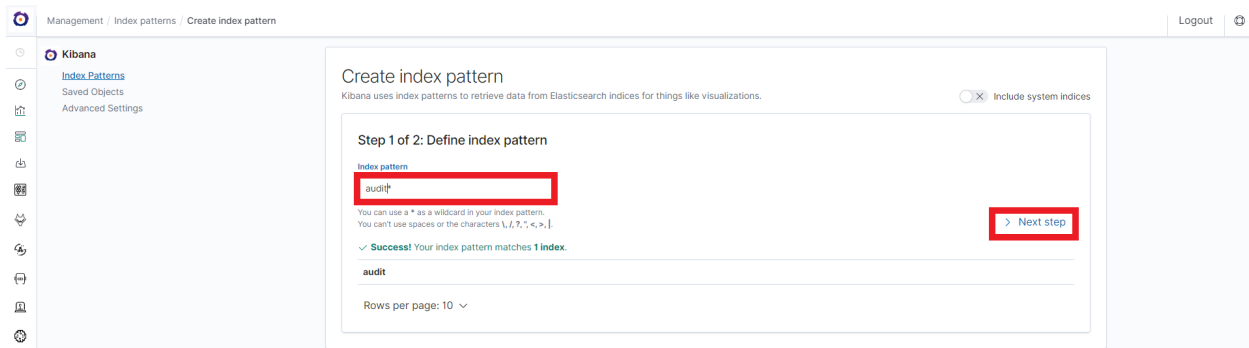 Management / Index patterns / Create index pattern
Logout
Kibana
Index Patterns
Saved Objects
Advanced Settings
Create index pattern
Kibana uses index patterns to retrieve data from Elasticsearch indices for things like visualizations.
Include system indices
Step 1 of 2: Define index pattern
Index pattern
audit*
You can use a * as a wildcard in your index pattern.
You can't use spaces or the characters \, /, ?, ", <, >, |.
> Next step
✓ Success! Your index pattern matches 1 index.
audit
Rows per page: 10